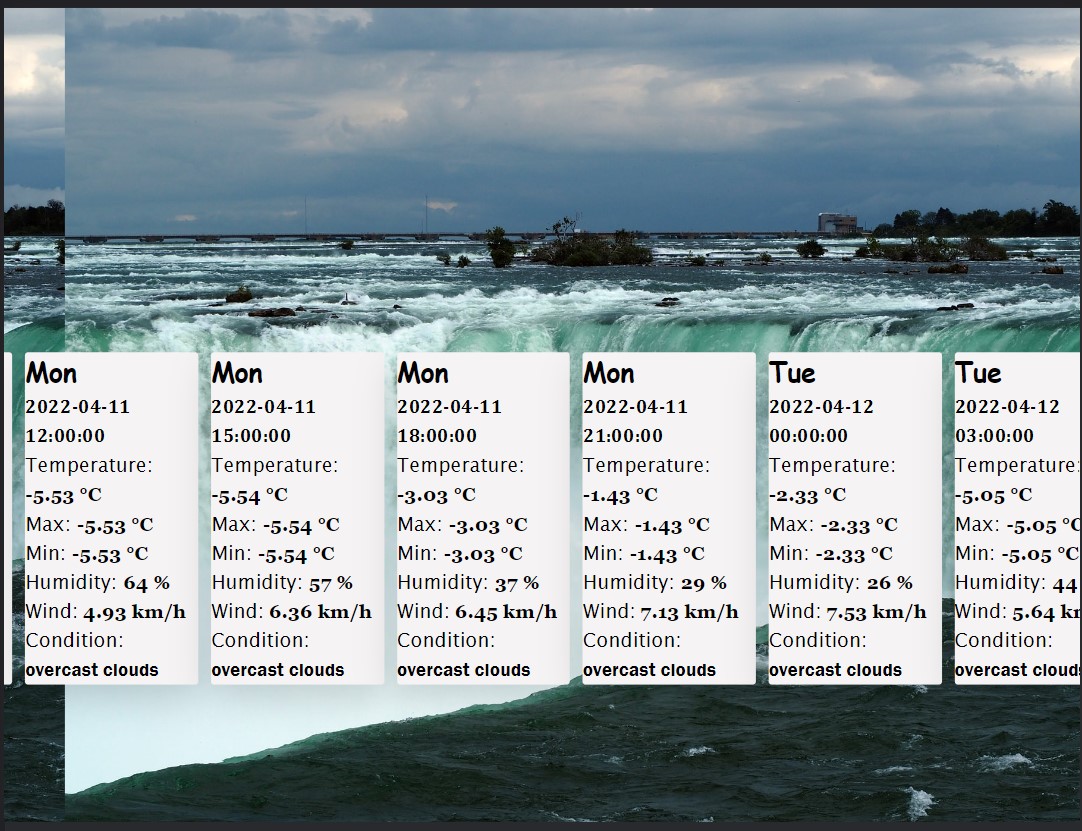 Mon
2022-04-11
12:00:00
Temperature:
-5.53 °C
Max: -5.53 °C
Min: -5.53 °C
Humidity: 64 %
Wind: 4.93 km/h
Condition:
overcast clouds
Mon
2022-04-11
15:00:00
Temperature:
-5.54 °C
Max: -5.54 °C
Min: -5.54 °C
Humidity: 57 %
Wind: 6.36 km/h
Condition:
overcast clouds
Mon
2022-04-11
18:00:00
Temperature:
-3.03 °C
Max: -3.03 °C
Min: -3.03 °C
Humidity: 37 %
Wind: 6.45 km/h
Condition:
overcast clouds
Mon
2022-04-11
21:00:00
Temperature:
-1.43 °C
Max: -1.43 °C
Min: -1.43 °C
Humidity: 29 %
Wind: 7.13 km/h
Condition:
overcast clouds
Tue
2022-04-12
00:00:00
Temperature:
-2.33 °C
Max: -2.33 °C
Min: -2.33 °C
Humidity: 26 %
Wind: 7.53 km/h
Condition:
overcast clouds
Tue
2022-04-12
03:00:00
Temperature:
-5.05 °C
Max: -5.05 °C
Min: -5.05 °C
Humidity: 44
Wind: 5.64
Condition:
overcast clouds